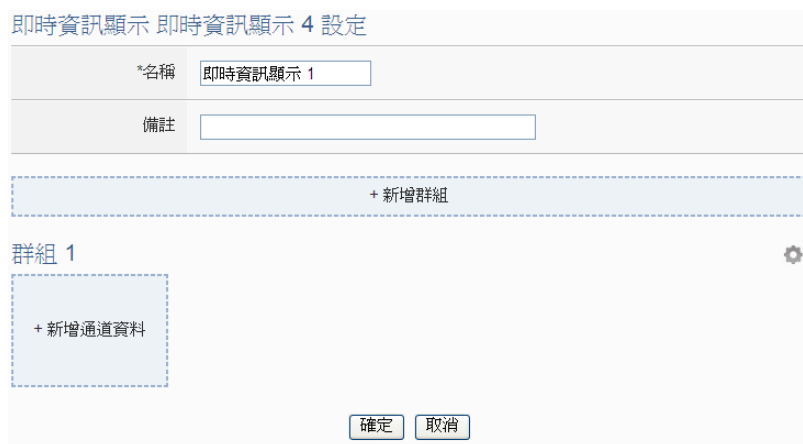 即時資訊顯示 即時資訊顯示 4 設定
*名稱 即時資訊顯示 1
備註
+ 新增群組
群組 1
+ 新增通道資料
確定 取消